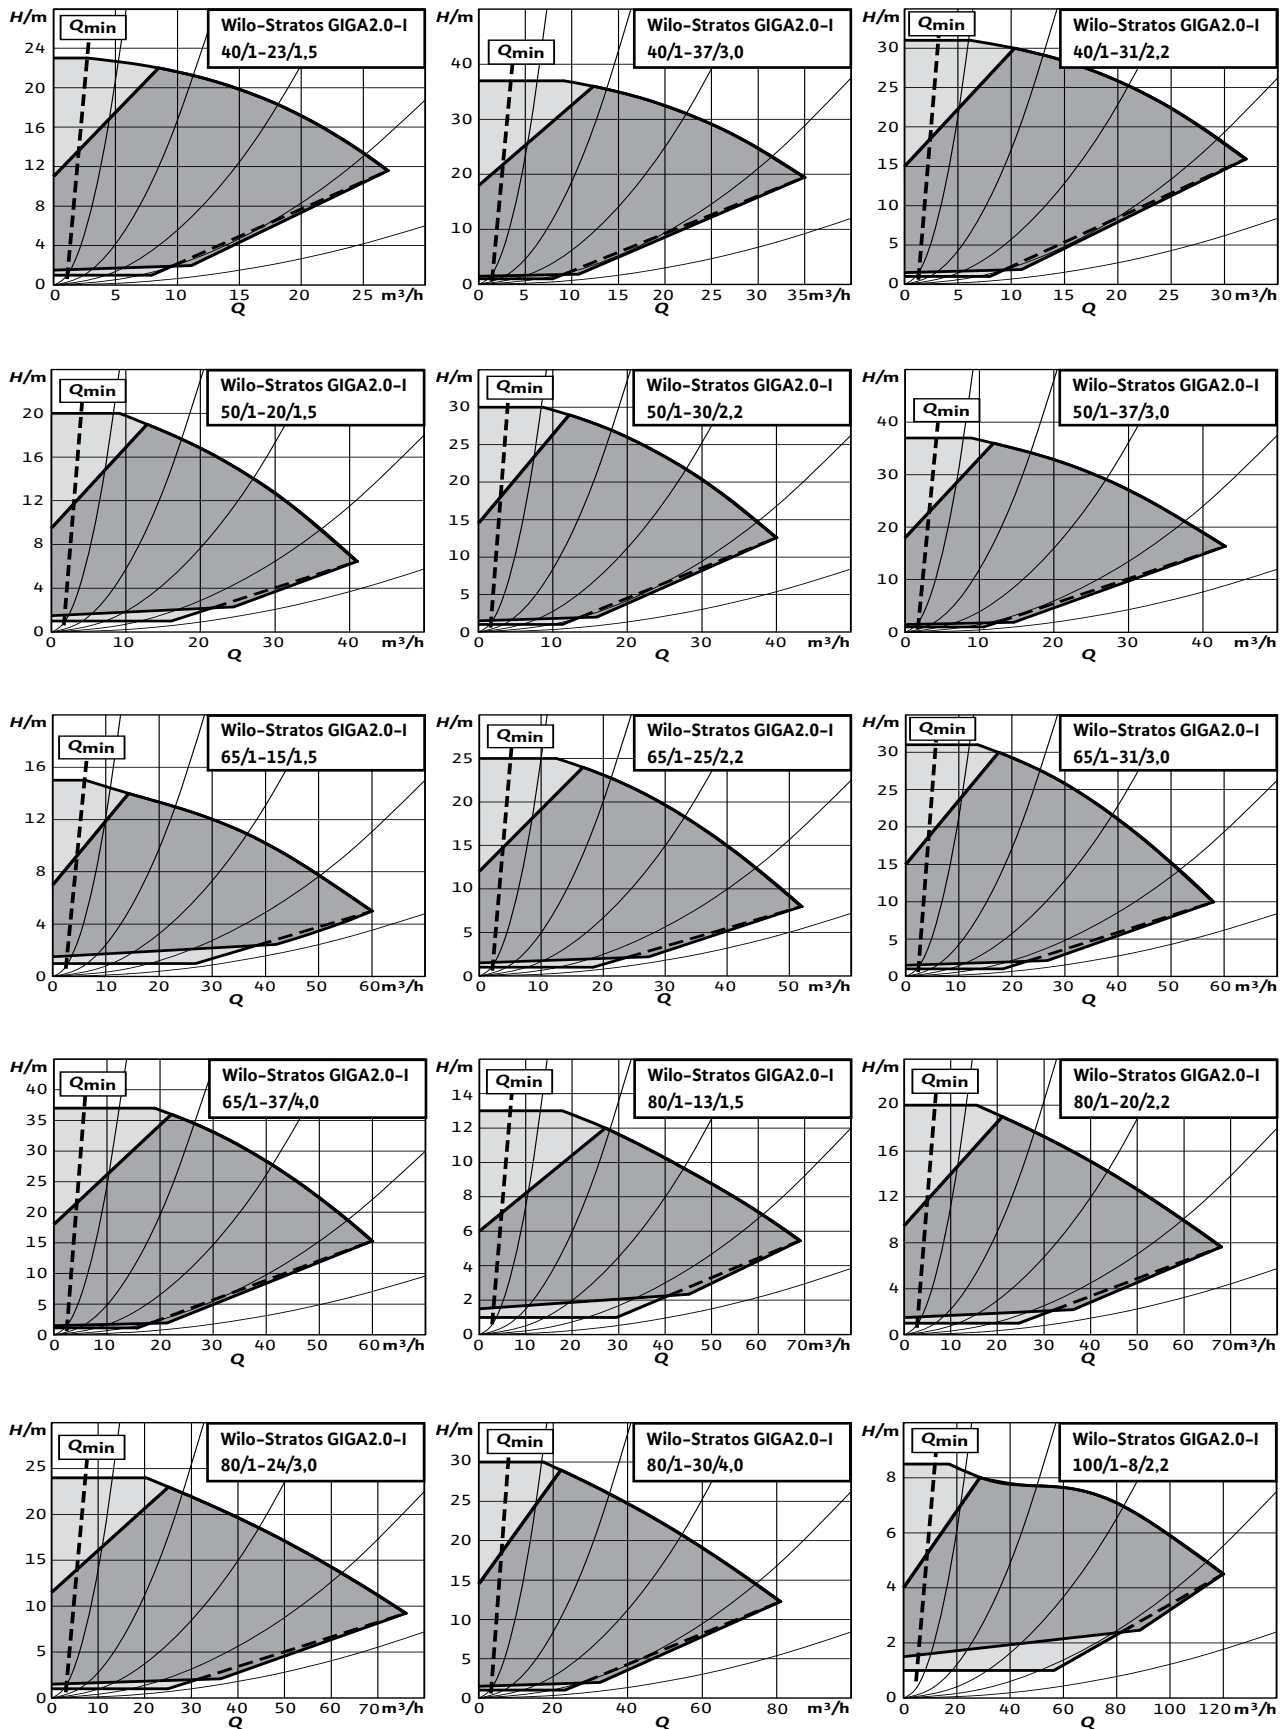 H/m
Qmin
Wilo-Stratos GIGA2.0-I
40/1-23/1,5
24
20
16
12
8
4
0
0 5 10 15 20 25 m³/h
Q
H/m
Qmin
Wilo-Stratos GIGA2.0-I
40/1-37/3,0
40
30
20
10
0
0 5 10 15 20 25 30 35 m³/h
Q
H/m
Qmin
Wilo-Stratos GIGA2.0-I
40/1-31/2,2
30
25
20
15
10
5
0
0 5 10 15 20 25 30 m³/h
Q
H/m
Qmin
Wilo-Stratos GIGA2.0-I
50/1-20/1,5
20
16
12
8
4
0
0 10 20 30 40 m³/h
Q
H/m
Qmin
Wilo-Stratos GIGA2.0-I
50/1-30/2,2
30
25
20
15
10
5
0
0 10 20 30 40 m³/h
Q
H/m
Qmin
Wilo-Stratos GIGA2.0-I
50/1-37/3,0
40
30
20
10
0
0 10 20 30 40 m³/h
Q
H/m
Qmin
Wilo-Stratos GIGA2.0-I
65/1-15/1,5
16
12
8
4
0
0 10 20 30 40 50 60 m³/h
Q
H/m
Qmin
Wilo-Stratos GIGA2.0-I
65/1-25/2,2
25
20
15
10
5
0
0 10 20 30 40 50 m³/h
Q
H/m
Qmin
Wilo-Stratos GIGA2.0-I
65/1-31/3,0
30
25
20
15
10
5
0
0 10 20 30 40 50 60 m³/h
Q
H/m
Qmin
Wilo-Stratos GIGA2.0-I
65/1-37/4,0
40
35
30
25
20
15
10
5
0
0 10 20 30 40 50 60 m³/h
Q
H/m
Qmin
Wilo-Stratos GIGA2.0-I
80/1-13/1,5
14
12
10
8
6
4
2
0
0 10 20 30 40 50 60 70 m³/h
Q
H/m
Qmin
Wilo-Stratos GIGA2.0-I
80/1-20/2,2
20
16
12
8
4
0
0 10 20 30 40 50 60 70 m³/h
Q
H/m
Qmin
Wilo-Stratos GIGA2.0-I
80/1-24/3,0
25
20
15
10
5
0
0 10 20 30 40 50 60 70 m³/h
Q
H/m
Qmin
Wilo-Stratos GIGA2.0-I
80/1-30/4,0
30
25
20
15
10
5
0
0 20 40 60 80 m³/h
Q
H/m
Qmin
Wilo-Stratos GIGA2.0-I
100/1-8/2,2
8
6
4
2
0
0 20 40 60 80 100 120 m³/h
Q